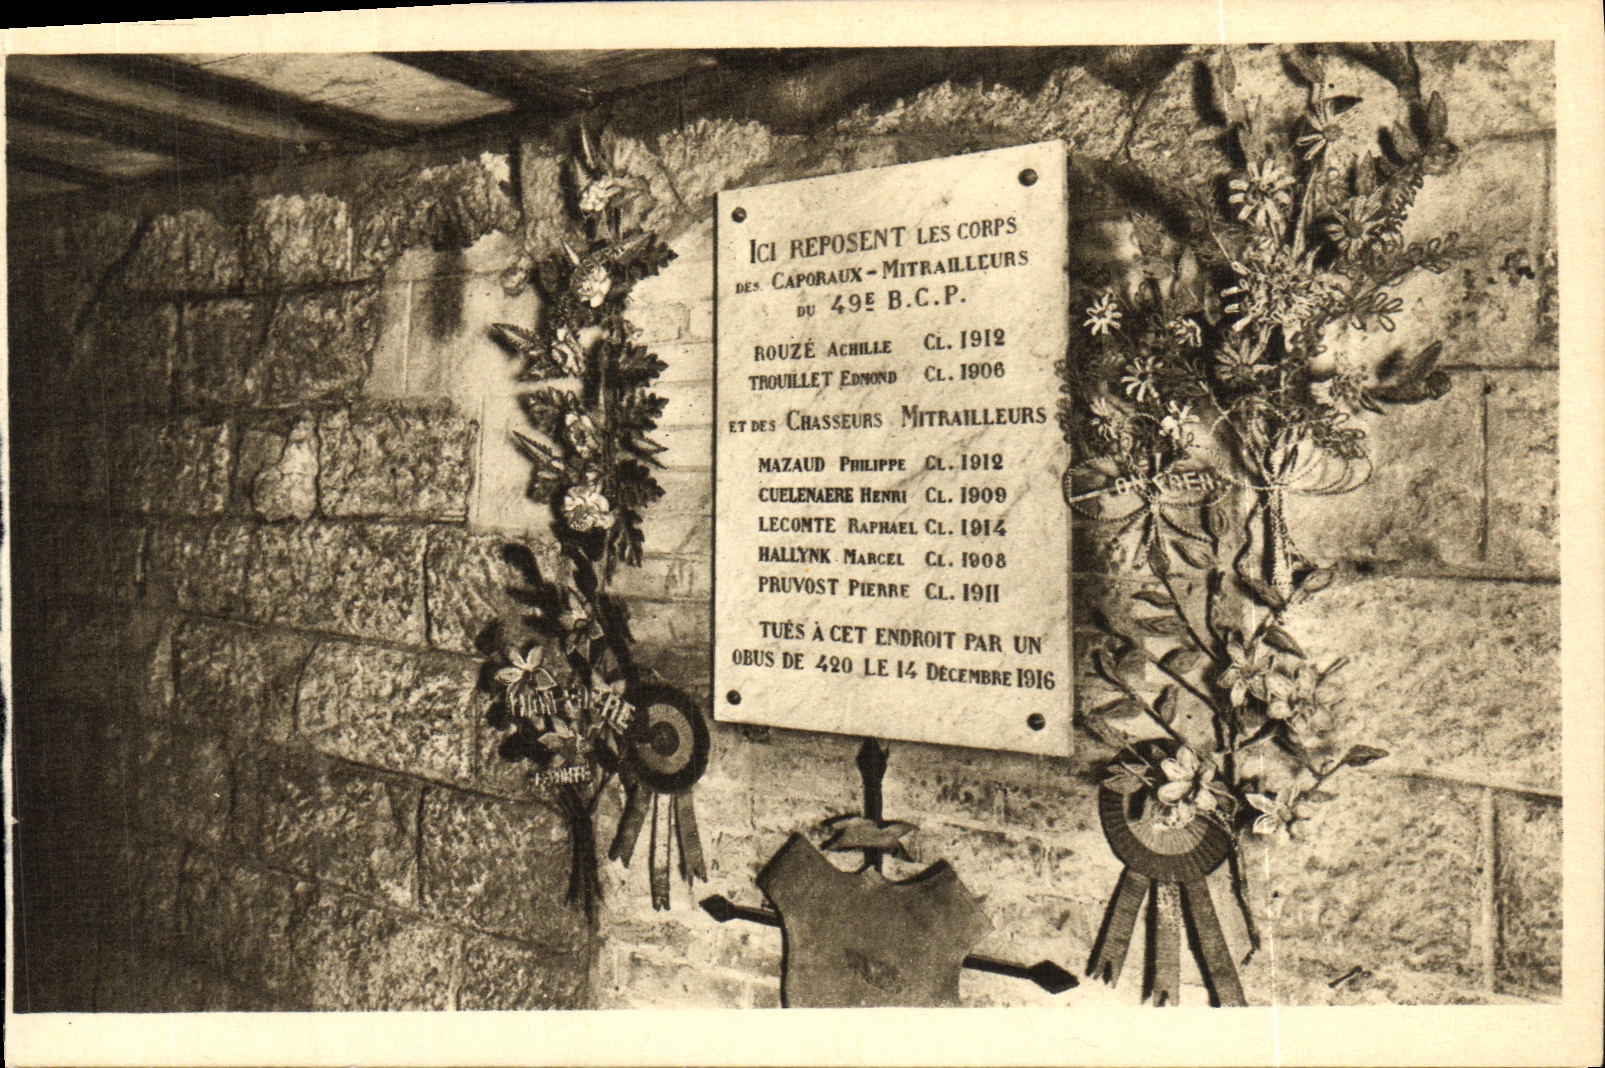 ICI REPOSENT LES CORPS
DES CAPORAUX-MITRAILLEURS
DU 49E B.C.P.
ROUZÉ ACHILLE CL. 1912
TROUILLET EDMOND CL. 1906
ET DES CHASSEURS MITRAILLEURS
MAZAUD PHILIPPE CL. 1912
CUELENAERE HENRI CL. 1909
LECOMTE RAPHAEL CL. 1914
HALLYNK MARCEL CL. 1908
PRUVOST PIERRE CL. 1911
TUÉS À CET ENDROIT PAR UN
OBUS DE 420 LE 14 DÉCEMBRE 1916